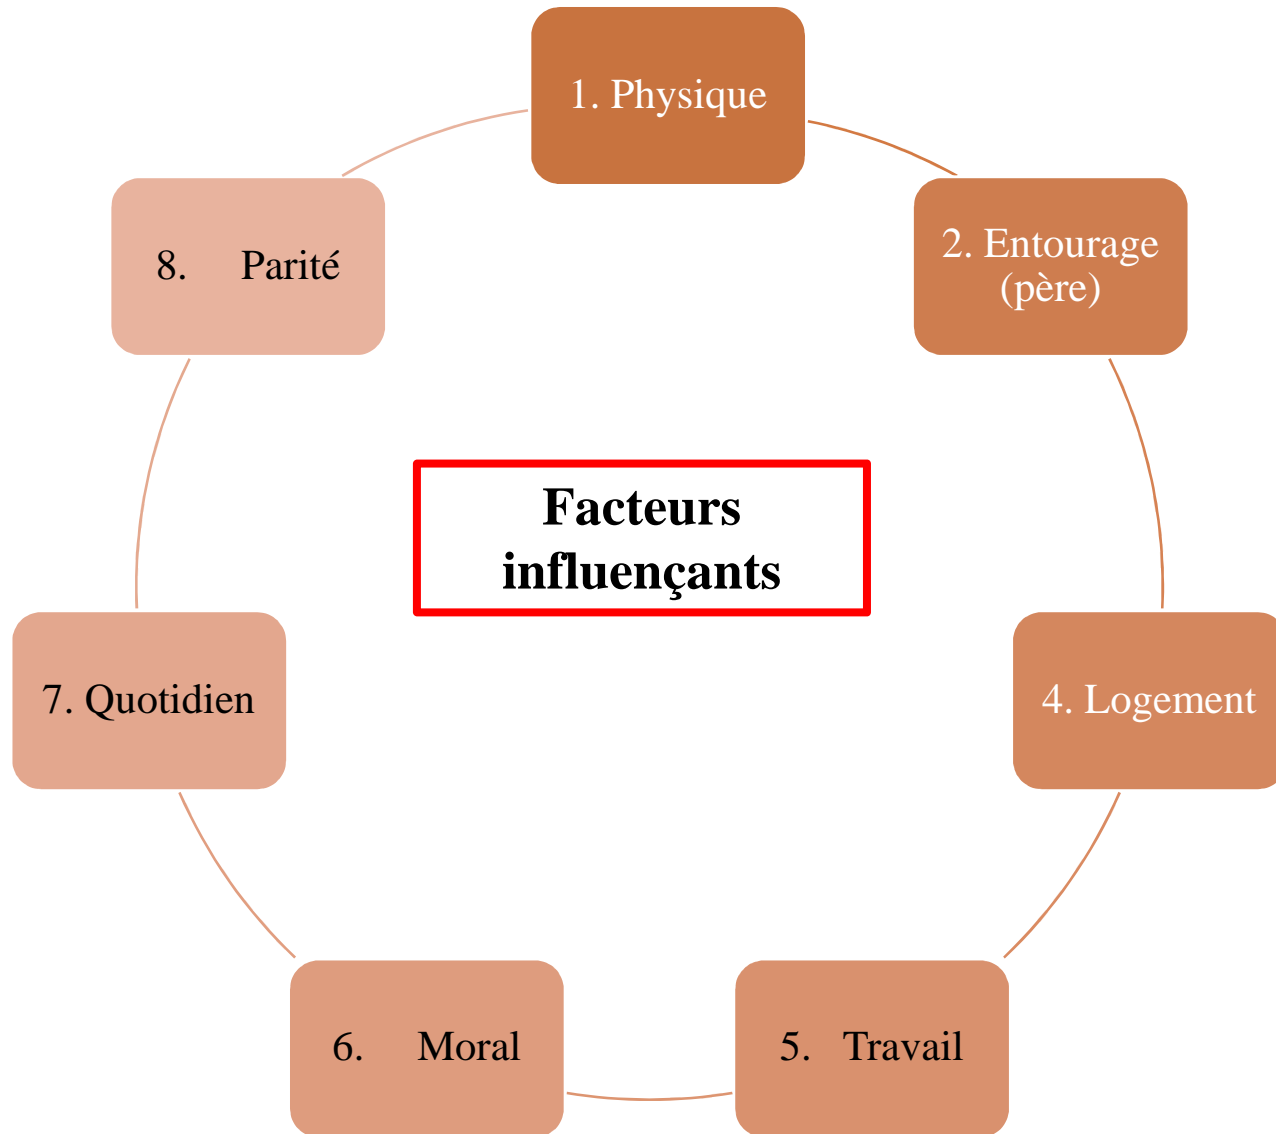 1. Physique
2. Entourage
(père)
4. Logement
5. Travail
6. Moral
7. Quotidien
8. Parité
Facteurs
influençants